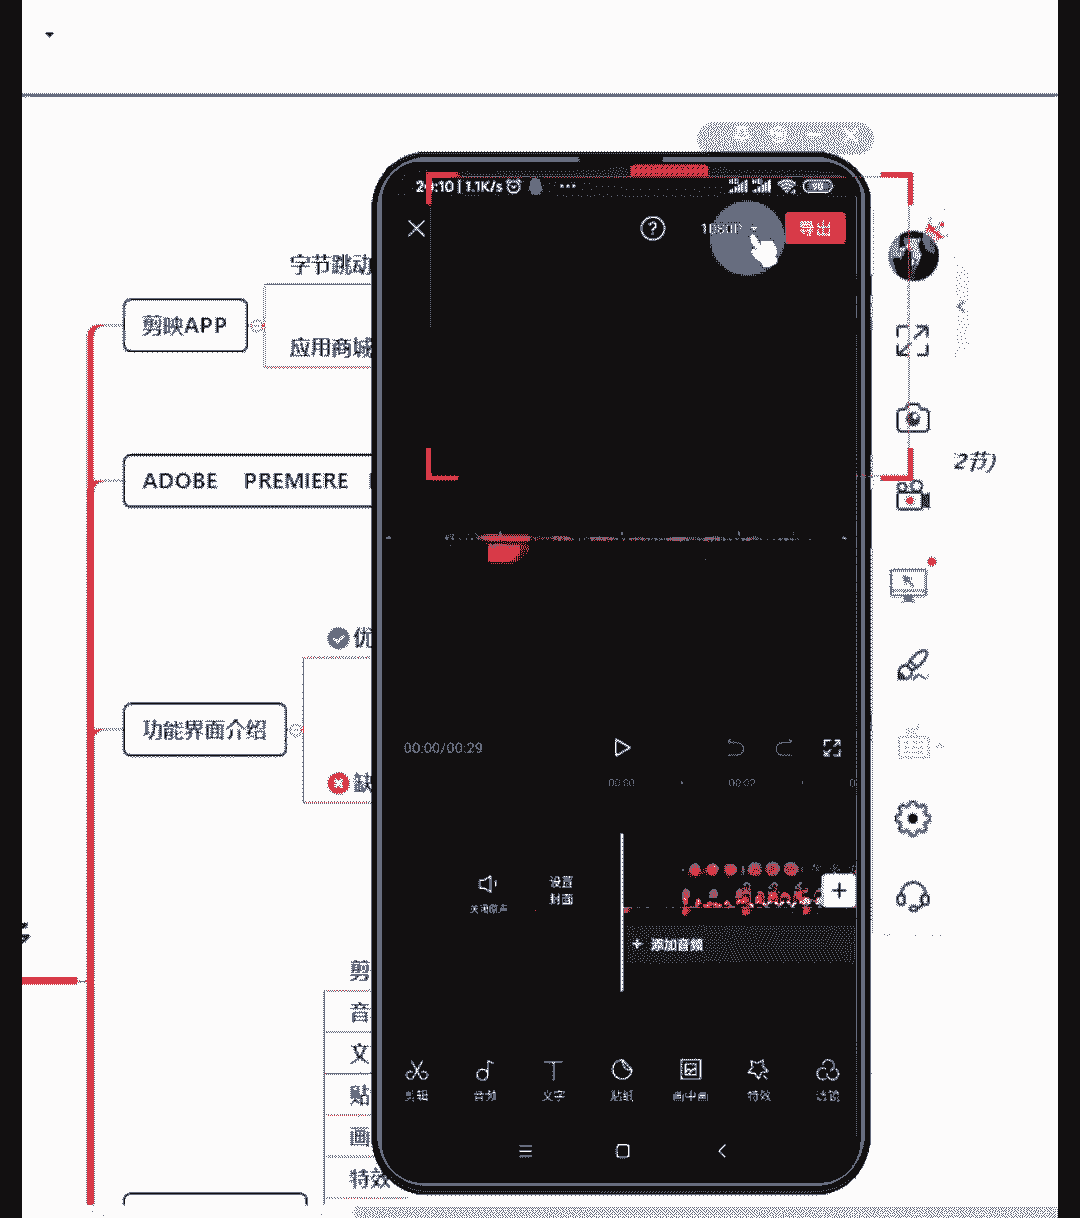 字节跳动
剪映APP
应用商城
ADOBE PREMIERE
优
功能界面介绍
缺
剪
音
文
贴
画
特效
2节)
:10 | 1.1K/s
1080P
导出
00:00/00:29
00:00
00:02
关闭原声
设置
封面
+ 添加音频
剪辑
音频
文字
贴纸
画中画
特效
滤镜